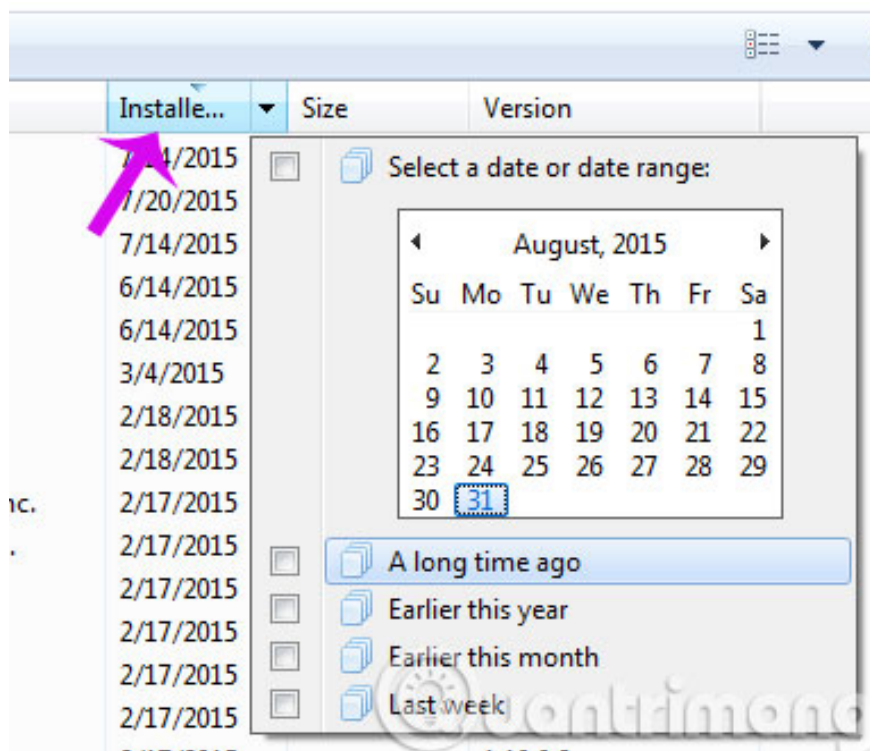 Installe... Size Version
7/14/2015 Select a date or date range:
7/20/2015
7/14/2015 August, 2015
6/14/2015 Su Mo Tu We Th Fr Sa
6/14/2015 1
3/4/2015 2 3 4 5 6 7 8
2/18/2015 9 10 11 12 13 14 15
16 17 18 19 20 21 22
2/18/2015 23 24 25 26 27 28 29
nc. 2/17/2015 30 31
. 2/17/2015 A long time ago
2/17/2015 Earlier this year
2/17/2015
2/17/2015 Earlier this month
2/17/2015 Last week
Quantrimang